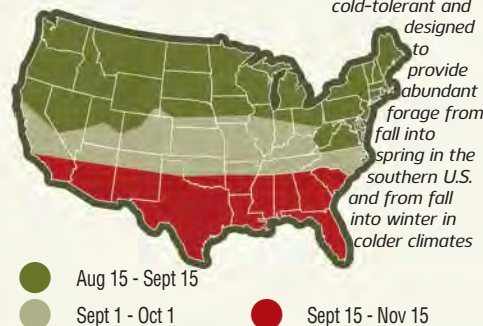 cold-tolerant and
designed
to
provide
abundant
forage from
fall into
spring in the
southern U.S.
and from fall
into winter in
colder climates
Aug 15 - Sept 15
Sept 1 - Oct 1
Sept 15 - Nov 15